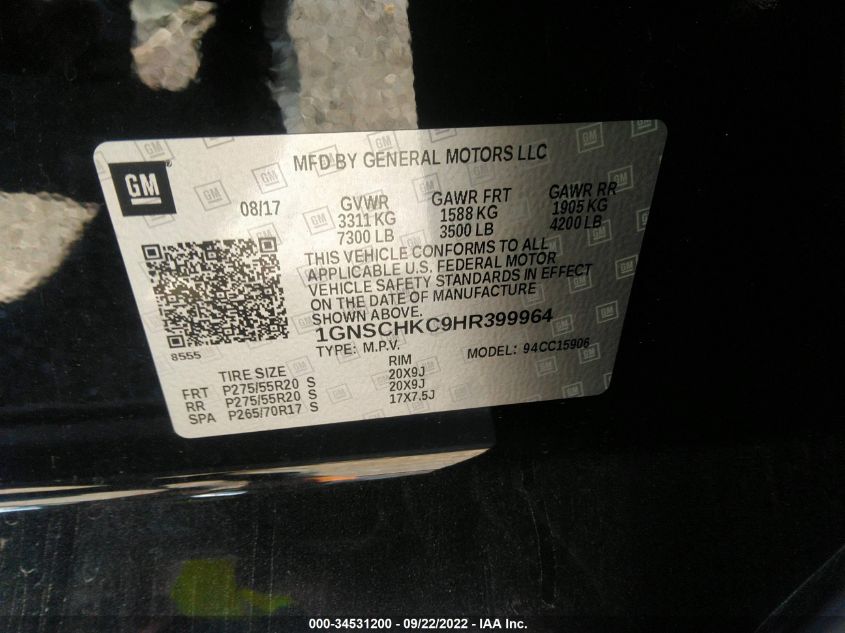 GM
MFD BY GENERAL MOTORS LLC
08/17
GVWR GAWR FRT GAWR RR
3311 KG 1588 KG 1905 KG
7300 LB 3500 LB 4200 LB
THIS VEHICLE CONFORMS TO ALL
APPLICABLE U.S. FEDERAL MOTOR
VEHICLE SAFETY STANDARDS IN EFFECT
ON THE DATE OF MANUFACTURE
SHOWN ABOVE.
1GNSCHKC9HR399964
8555
TYPE: M.P.V. MODEL: 94CC15906
TIRE SIZE RIM
FRT P275/55R20 S 20X9J
RR P275/55R20 S 20X9J
SPA P265/70R17 S 17X7.5J
000-34531200 - 09/22/2022 - IAA Inc.